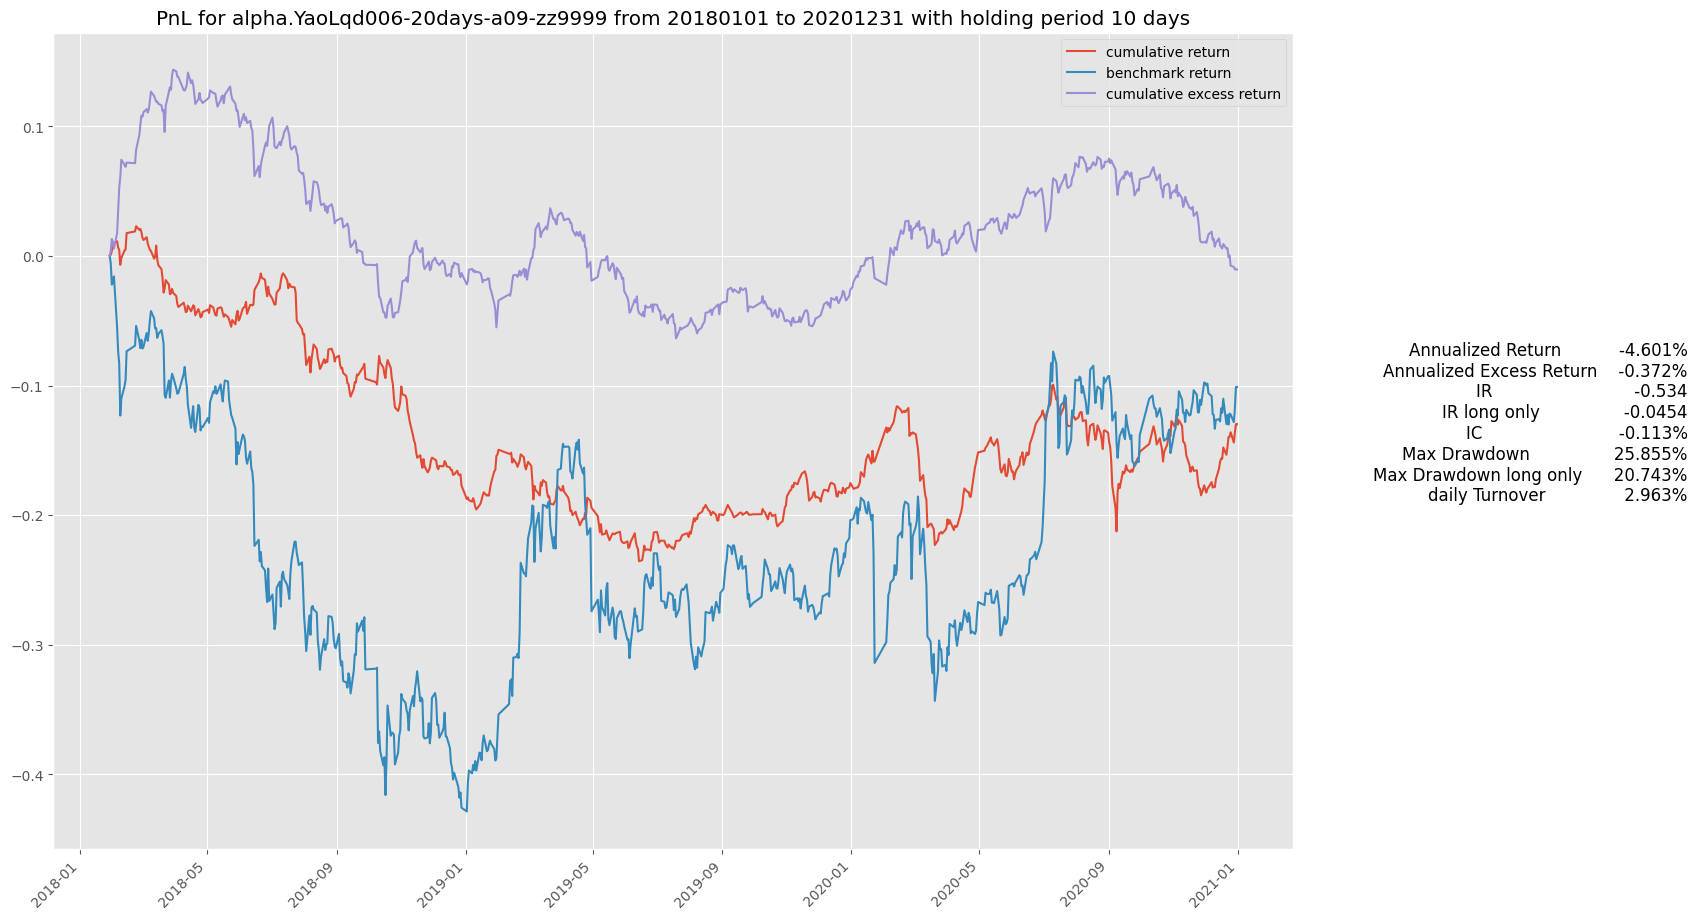 PnL for alpha.YaoLqd006-20days-a09-zz9999 from 20180101 to 20201231 with holding period 10 days
cumulative return
benchmark return
cumulative excess return
0.1
0.0
−0.1
−0.2
−0.3
−0.4
2018-01
2018-05
2018-09
2019-01
2019-05
2019-09
2020-01
2020-05
2020-09
2021-01
Annualized Return -4.601%
Annualized Excess Return -0.372%
IR -0.534
IR long only -0.0454
IC -0.113%
Max Drawdown 25.855%
Max Drawdown long only 20.743%
daily Turnover 2.963%